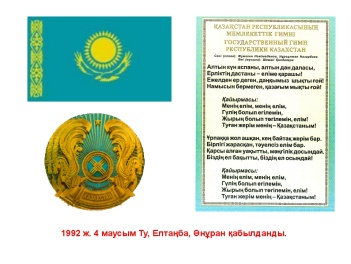 ҚАЗАҚСТАН РЕСПУБЛИКАСЫНЫҢ
МЕМЛЕКЕТТІК ГИМНІ
ГОСУДАРСТВЕННЫЙ ГИМН
РЕСПУБЛИКИ КАЗАХСТАН
Алтын күн аспаны, алтын дән даласы,
Ерліктің дастаны – еліме қарашы!
Ежелден ер деген, даңқымыз шықты ғой!
Намысын бермеген, қазағым мықты ғой!
Қайырмасы:
Менің елім, менің елім,
Гүлің болып егілемін,
Жырың болып төгілемін, елім!
Туған жерім менің – Қазақстаным!
Ұрпаққа жол ашқан, кең байтақ жерім бар.
Бірлігі жарасқан, тәуелсіз елім бар.
Қарсы алған уақытты, мәңгілік досындай.
Біздің ел бақытты, біздің ел осындай!
Қайырмасы:
Менің елім, менің елім,
Гүлің болып егілемін,
Жырың болып төгілемін, елім!
Туған жерім менің – Қазақстаным!
1992 ж. 4 маусым Ту, Елтаңба, Әнұран қабылданды.